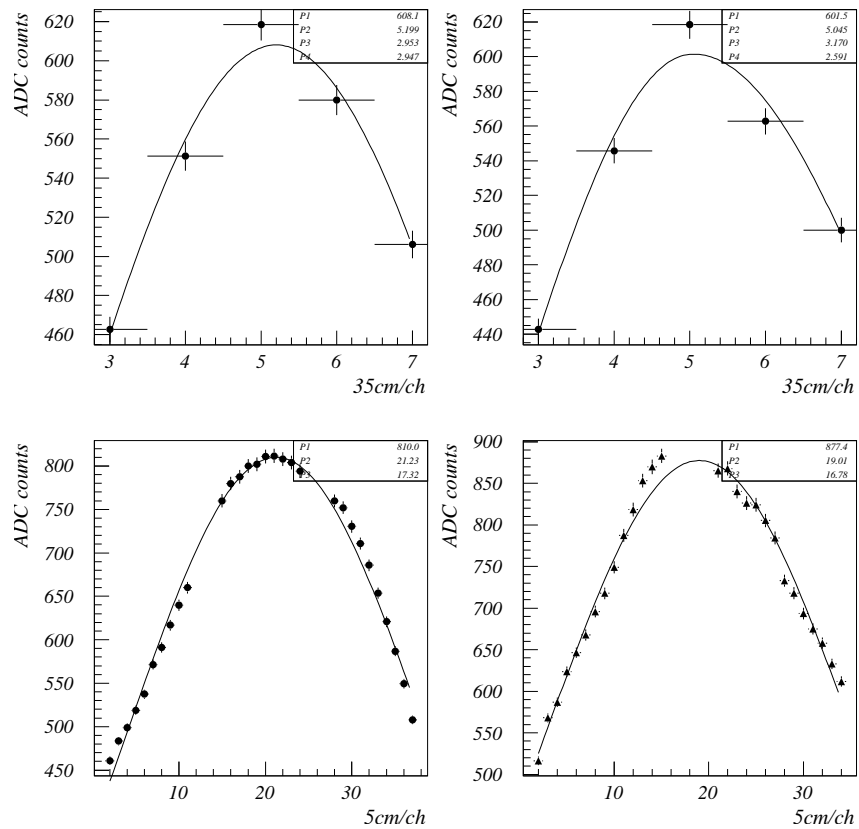 ADC counts
620
600
580
560
540
520
500
480
460
3 4 5 6 7
35cm/ch
P1 608.1
P2 5.199
P3 2.953
P4 2.947
ADC counts
620
600
580
560
540
520
500
480
460
440
3 4 5 6 7
35cm/ch
P1 601.5
P2 5.045
P3 3.170
P4 2.591
ADC counts
800
750
700
650
600
550
500
450
10 20 30
5cm/ch
P1 810.0
P2 21.23
P3 17.32
ADC counts
900
850
800
750
700
650
600
550
500
10 20 30
5cm/ch
P1 877.4
P2 19.01
P3 16.78